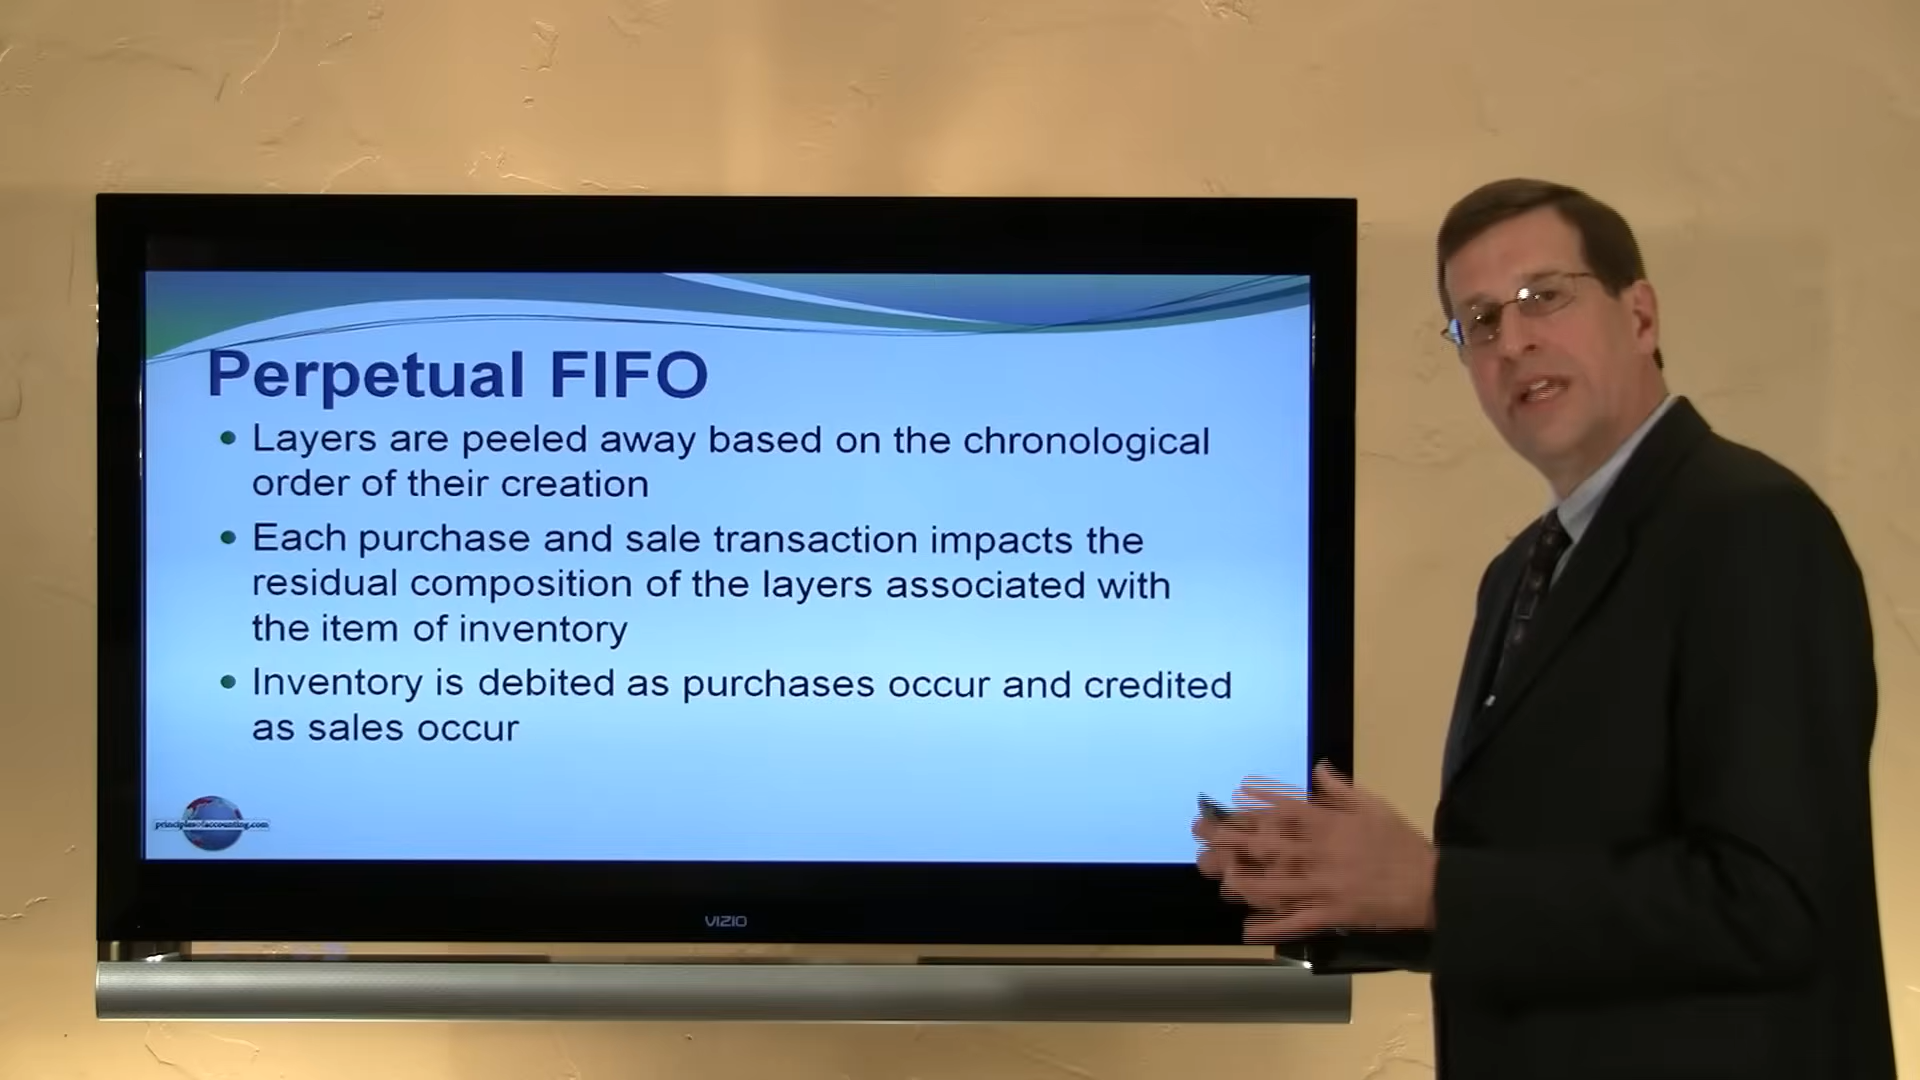 Perpetual FIFO
• Layers are peeled away based on the chronological
order of their creation
• Each purchase and sale transaction impacts the
residual composition of the layers associated with
the item of inventory
• Inventory is debited as purchases occur and credited
as sales occur
principlesofaccounting.com
VIZIO